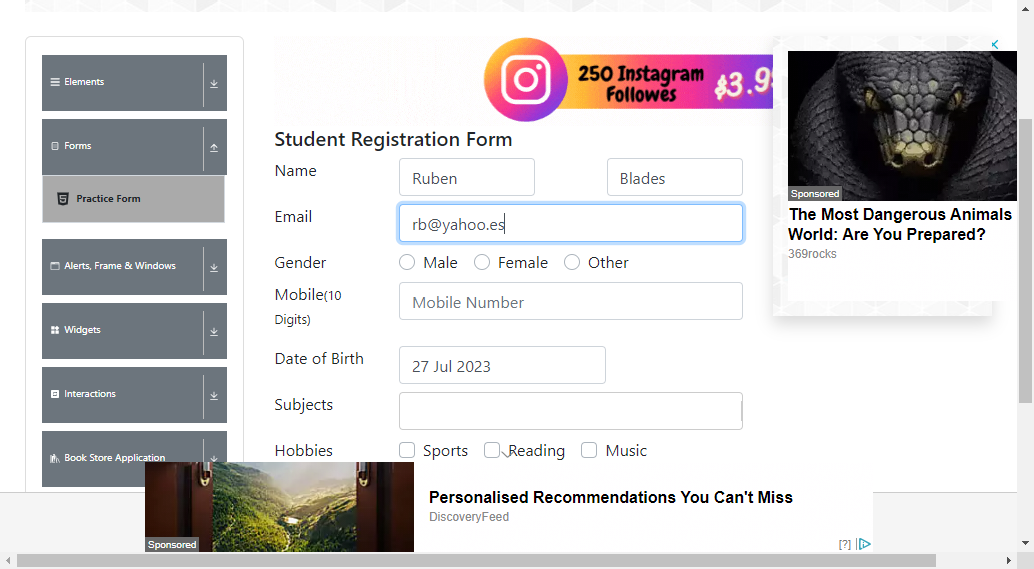 Elements
Forms
Practice Form
Alerts, Frame & Windows
Widgets
Interactions
Book Store Application
250 Instagram
Followes
Student Registration Form
Name
Ruben
Blades
Email
rb@yahoo.es
Gender
Male
Female
Other
Mobile(10
Digits)
Mobile Number
Date of Birth
27 Jul 2023
Subjects
Hobbies
Sports
Reading
Music
Sponsored
The Most Dangerous Animals
World: Are You Prepared?
369rocks
Sponsored
Personalised Recommendations You Can't Miss
DiscoveryFeed
[?]